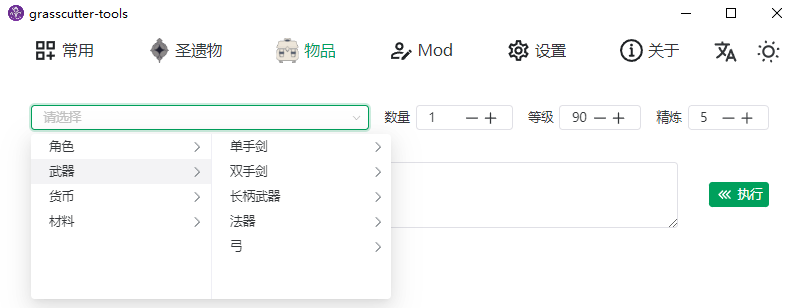 grasscutter-tools
常用 圣遗物 物品 Mod 设置 关于
请选择 数量 1 等级 90 精炼 5
角色 单手剑
武器 双手剑
货币 长柄武器
材料 法器
弓
执行